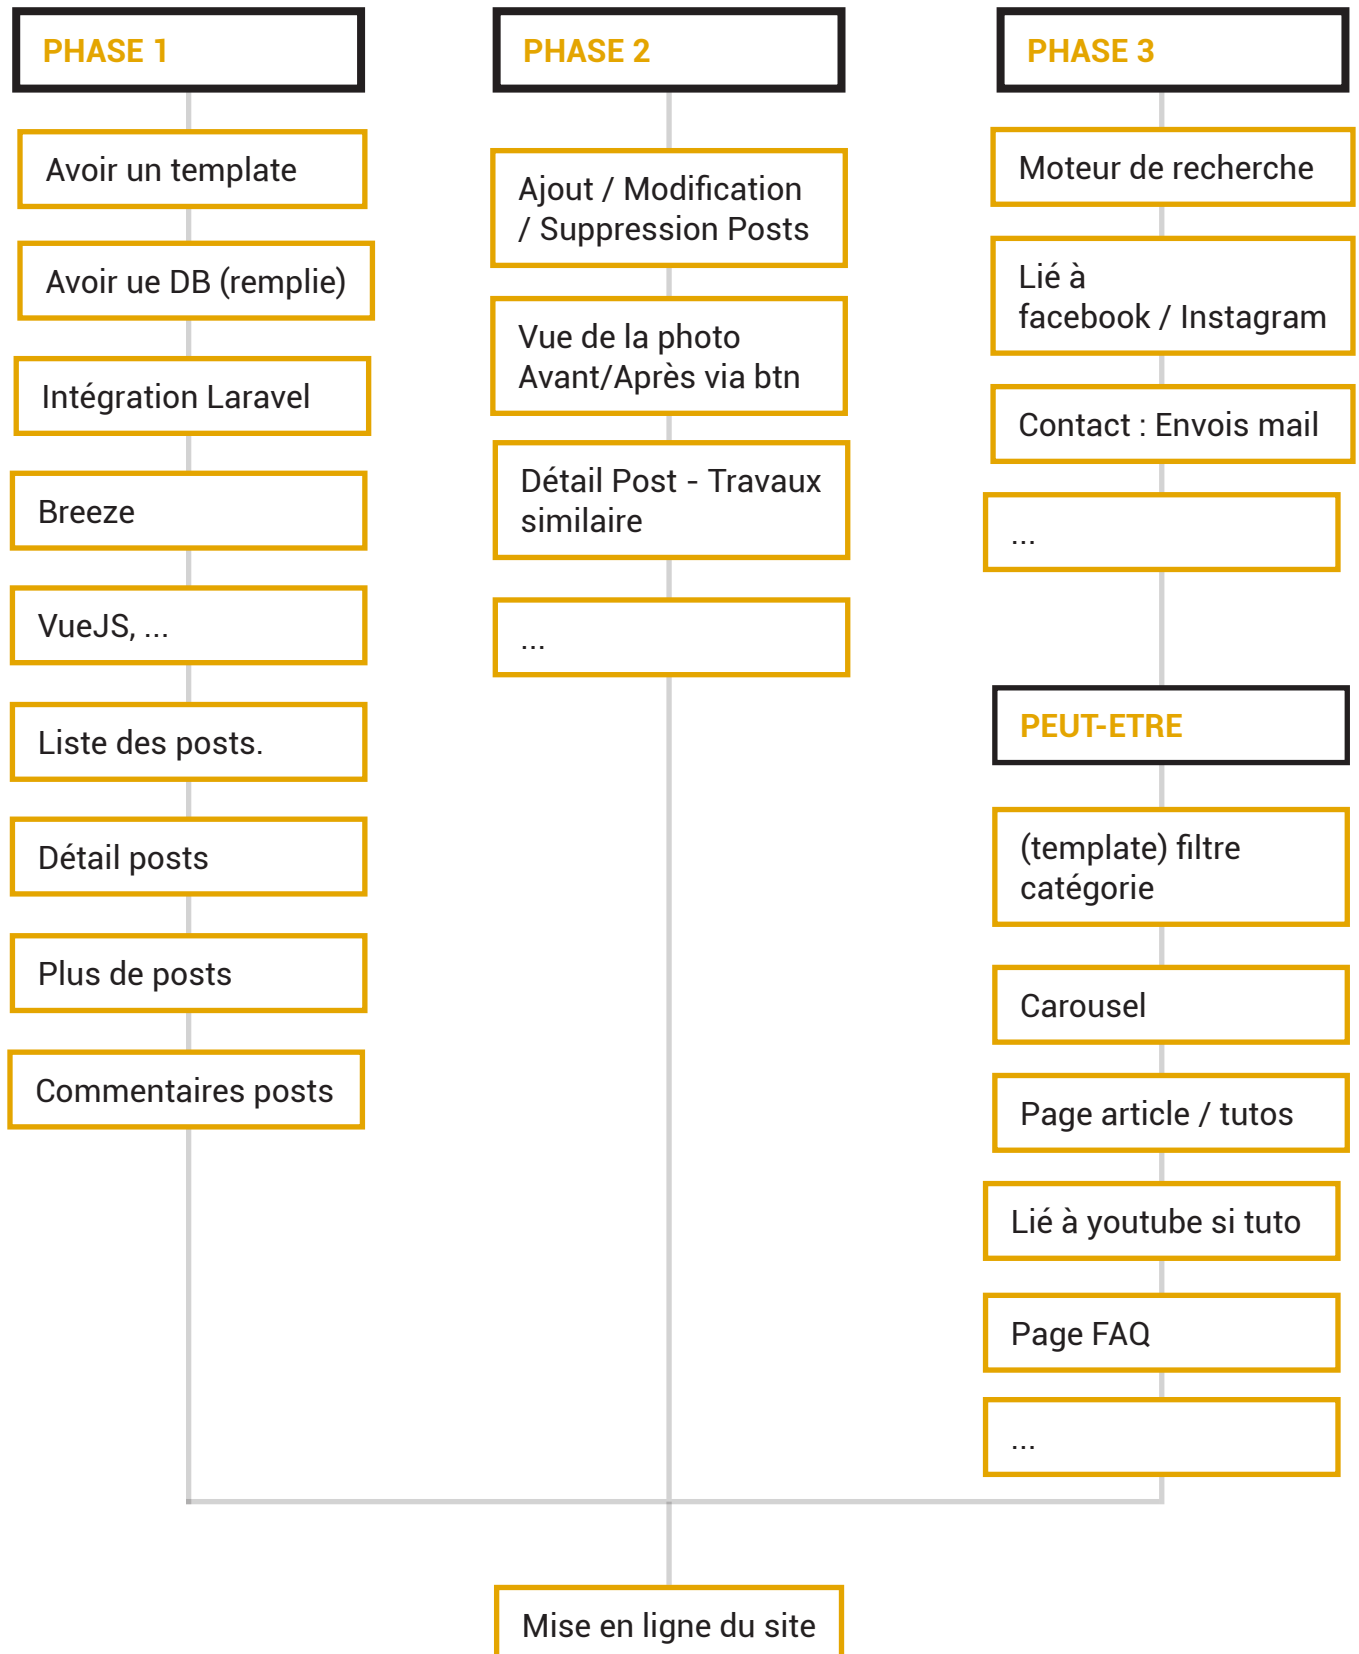 PHASE 1
Avoir un template
Avoir ue DB (remplie)
Intégration Laravel
Breeze
VueJS, ...
Liste des posts.
Détail posts
Plus de posts
Commentaires posts
PHASE 2
Ajout / Modification
/ Suppression Posts
Vue de la photo
Avant/Après via btn
Détail Post - Travaux
similaire
...
PHASE 3
Moteur de recherche
Lié à
facebook / Instagram
Contact : Envois mail
...
PEUT-ETRE
(template) filtre
catégorie
Carousel
Page article / tutos
Lié à youtube si tuto
Page FAQ
...
Mise en ligne du site